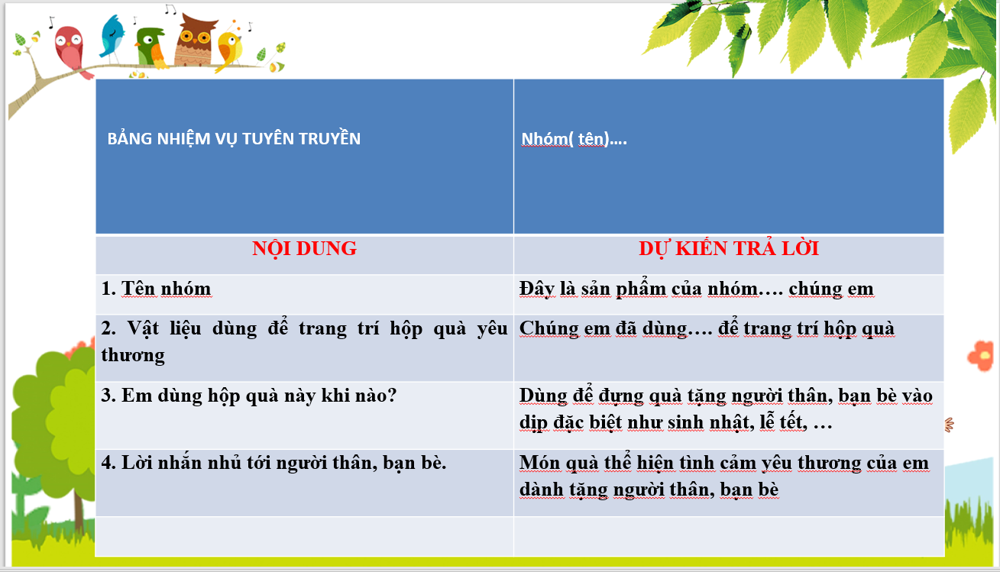 BẢNG NHIỆM VỤ TUYÊN TRUYỀN
Nhóm( tên)....
NỘI DUNG
DỰ KIẾN TRẢ LỜI
1. Tên nhóm
Đây là sản phẩm của nhóm…. chúng em
2. Vật liệu dùng để trang trí hộp quà yêu
thương
Chúng em đã dùng…. để trang trí hộp quà
3. Em dùng hộp quà này khi nào?
Dùng để đựng quà tặng người thân, bạn bè vào
dịp đặc biệt như sinh nhật, lễ tết, …
4. Lời nhắn nhủ tới người thân, bạn bè.
Món quà thể hiện tình cảm yêu thương của em
dành tặng người thân, bạn bè